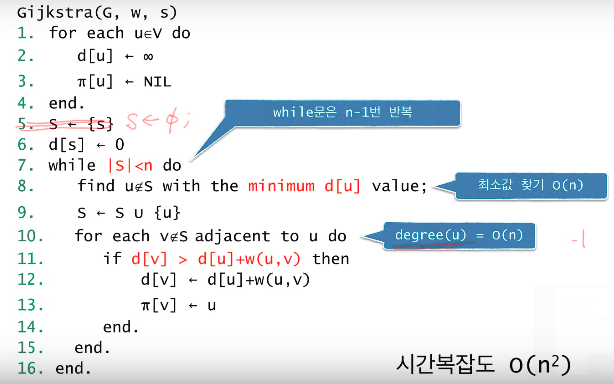 Gijkstra(G, w, s)
1. for each u∈V do
2. d[u] ← ∞
3. π[u] ← NIL
4. end.
5. S ← {s} S ← ϕ;
while문은 n-1번 반복
6. d[s] ← 0
7. while |S|<n do
8. find u∉S with the minimum d[u] value;
최소값 찾기 O(n)
9. S ← S ∪ {u}
10. for each v∉S adjacent to u do
degree(u) = O(n)
-1
11. if d[v] > d[u]+w(u,v) then
12. d[v] ← d[u]+w(u,v)
13. π[v] ← u
14. end.
15. end.
16. end.
시간복잡도 O(n²)